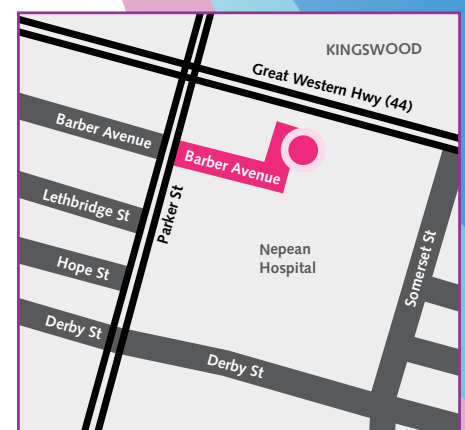 KINGSWOOD
Great Western Hwy (44)
Barber Avenue
Barber Avenue
Lethbridge St
Parker St
Nepean
Hospital
Somerset St
Hope St
Derby St
Derby St